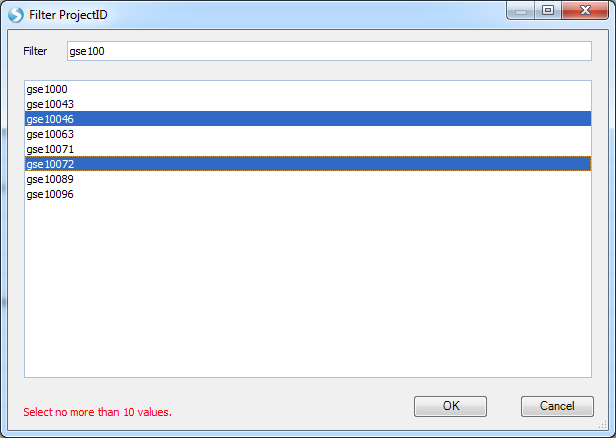 Filter ProjectID
Filter gse100
gse1000
gse10043
gse10046
gse10063
gse10071
gse10072
gse10089
gse10096
Select no more than 10 values.
OK Cancel